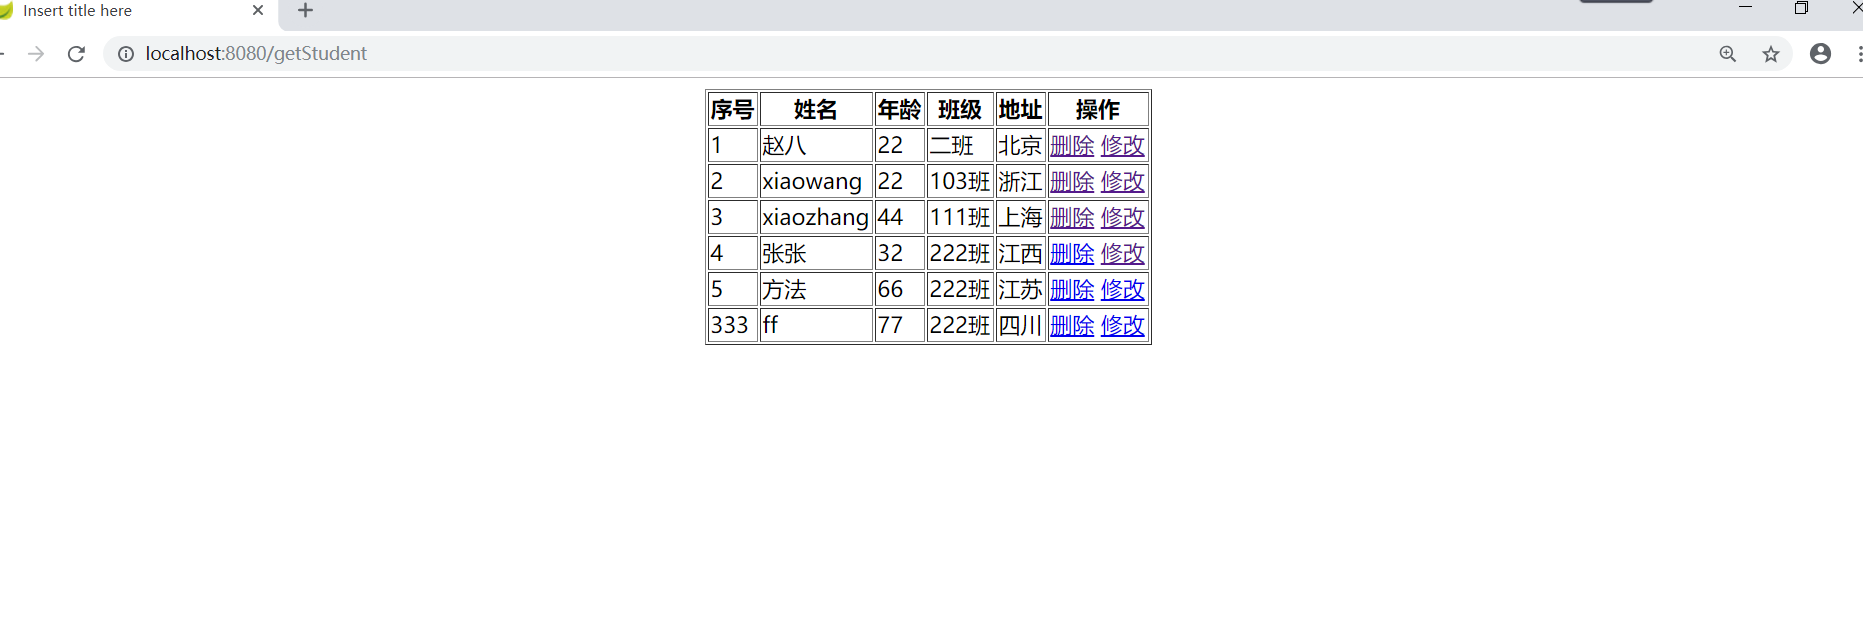 Insert title here
localhost:8080/getStudent
序号 姓名 年龄 班级 地址 操作
1 赵八 22 二班 北京 删除 修改
2 xiaowang 22 103班 浙江 删除 修改
3 xiaozhang 44 111班 上海 删除 修改
4 张张 32 222班 江西 删除 修改
5 方法 66 222班 江苏 删除 修改
333 ff 77 222班 四川 删除 修改